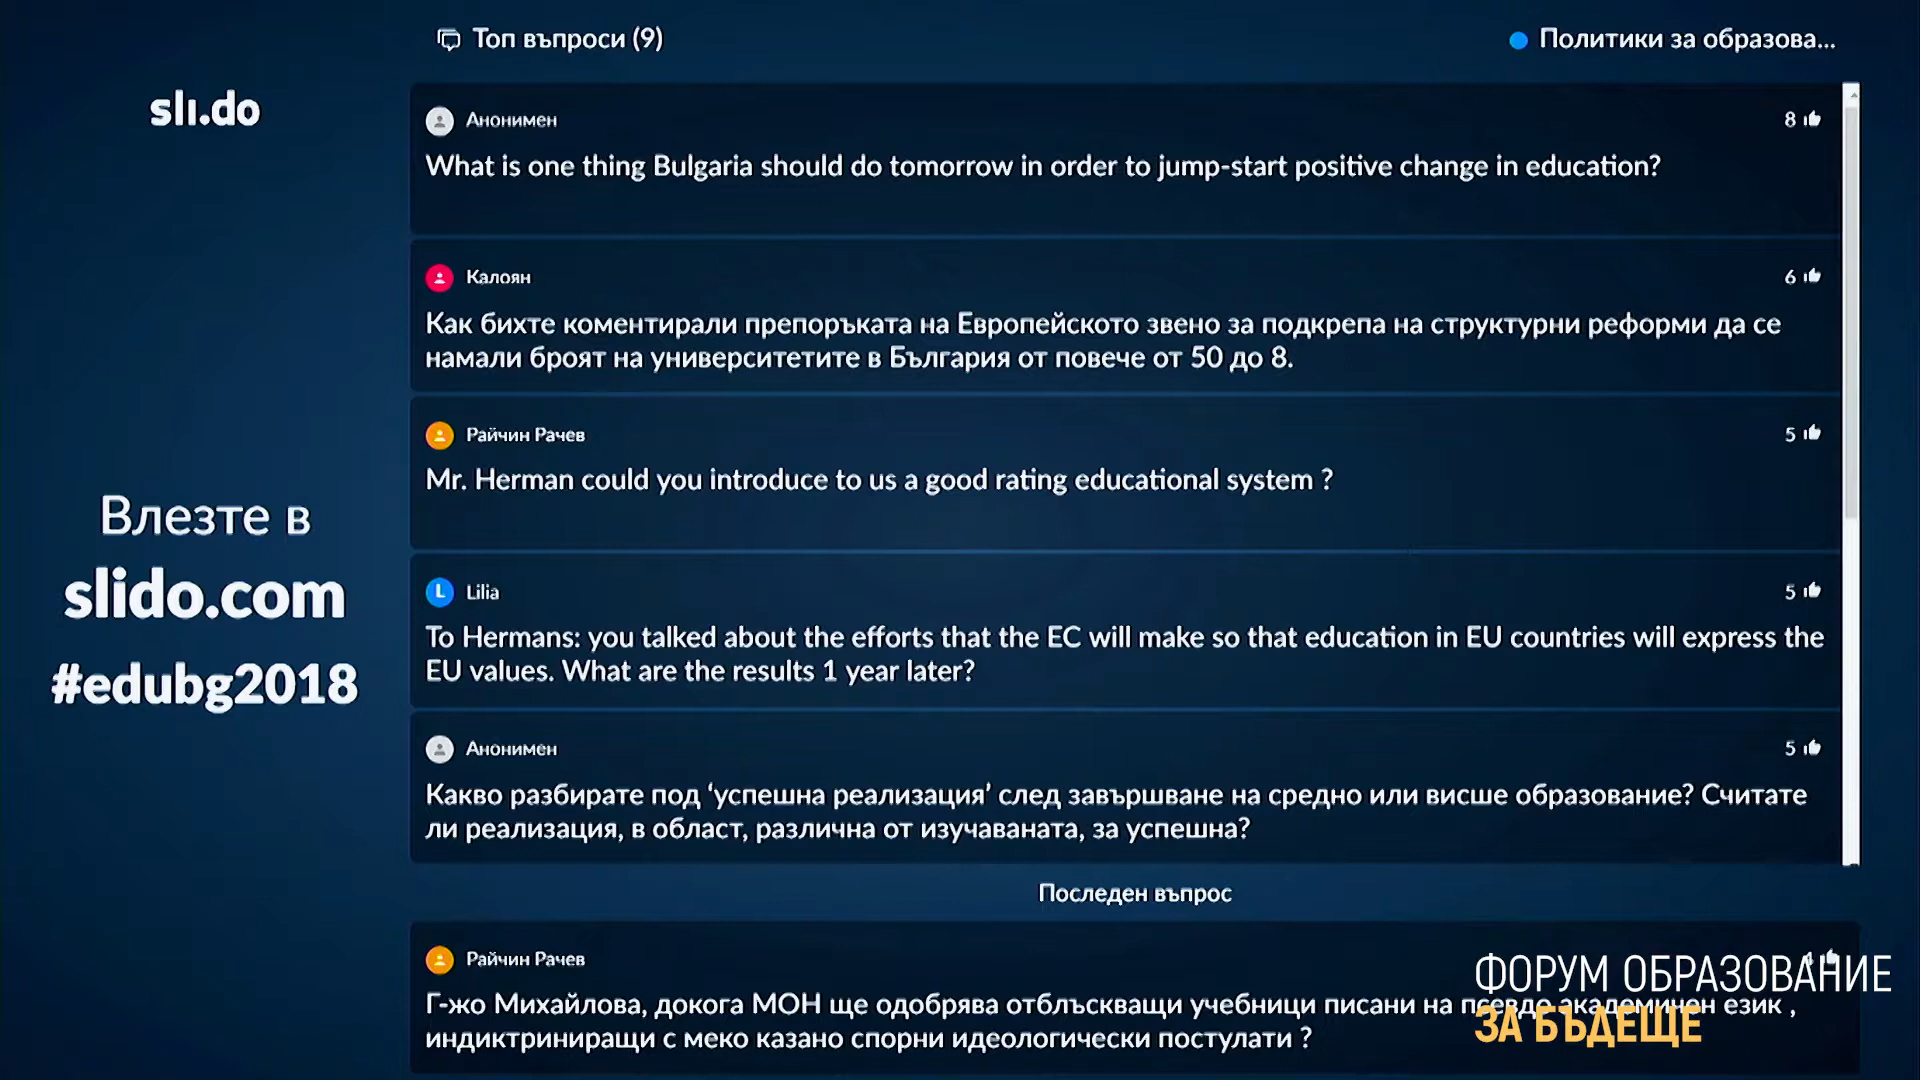 Топ въпроси (9)
Политики за образова...
sli.do
Анонимен
8
What is one thing Bulgaria should do tomorrow in order to jump-start positive change in education?
Калоян
6
Как бихте коментирали препоръката на Европейското звено за подкрепа на структурни реформи да се
намали броят на университетите в България от повече от 50 до 8.
Райчин Рачев
5
Mr. Herman could you introduce to us a good rating educational system ?
Влезте в
slido.com
#edubg2018
L Lilia
5
To Hermans: you talked about the efforts that the EC will make so that education in EU countries will express the
EU values. What are the results 1 year later?
Анонимен
5
Какво разбирате под ‘успешна реализация’ след завършване на средно или висше образование? Считате
ли реализация, в област, различна от изучаваната, за успешна?
Последен въпрос
Райчин Рачев
Г-жо Михайлова, докога МОН ще одобрява отблъскващи учебници писани на псевдо академичен език ,
индиктриниращи с меко казано спорни идеологически постулати ?
ФОРУМ ОБРАЗОВАНИЕ
ЗА БЪДЕЩЕ